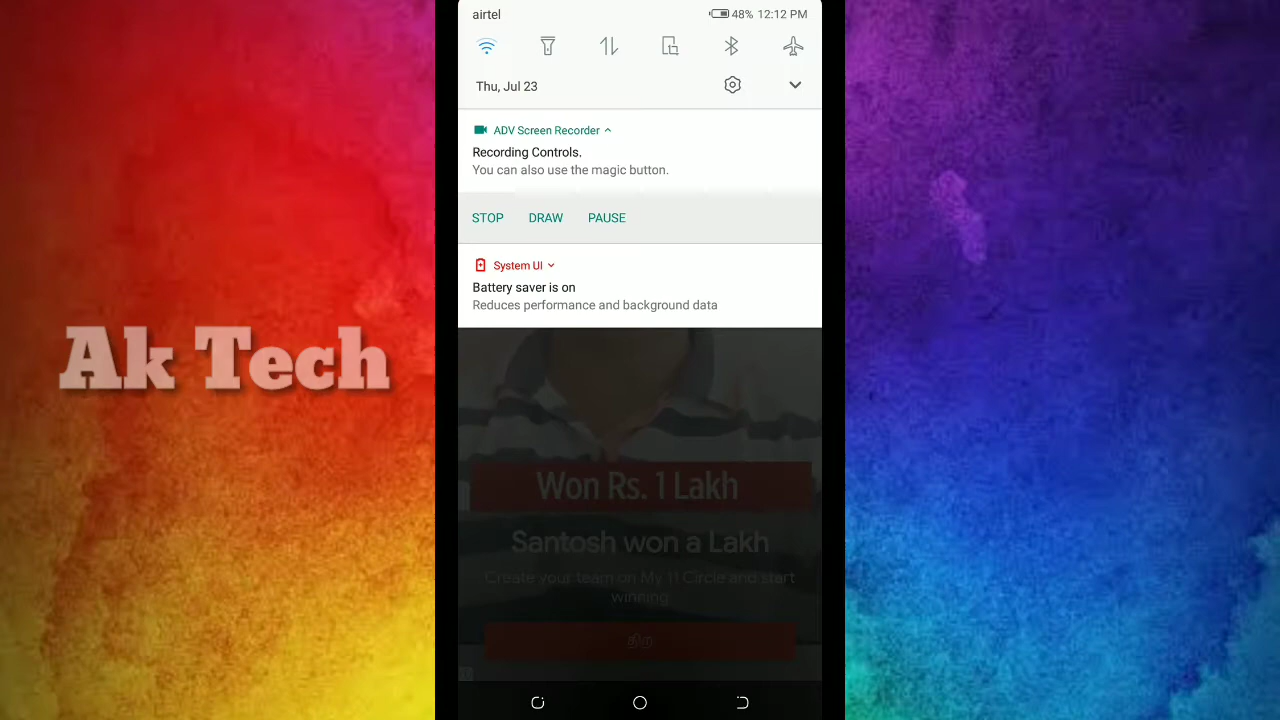 airtel
48% 12:12 PM
Thu, Jul 23
ADV Screen Recorder
Recording Controls.
You can also use the magic button.
STOP DRAW PAUSE
System UI
Battery saver is on
Reduces performance and background data
Ak Tech
Won Rs. 1 Lakh
Santosh won a Lakh
Create your team on My 11 Circle and start
winning